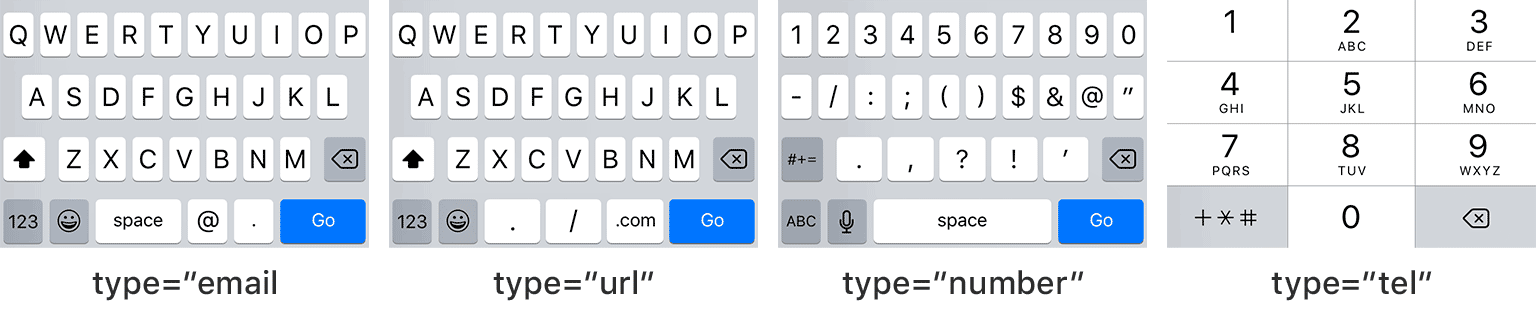 Q W E R T Y U I O P
A S D F G H J K L
Z X C V B N M
123 space @ . Go
type="email
Q W E R T Y U I O P
A S D F G H J K L
Z X C V B N M
123 . / .com Go
type="url"
1 2 3 4 5 6 7 8 9 0
- / : ; ( ) $ & @ "
#+= . , ? ! '
ABC space Go
type="number"
1 2 3
ABC DEF
4 5 6
GHI JKL MNO
7 8 9
PQRS TUV WXYZ
+*# 0
type="tel"